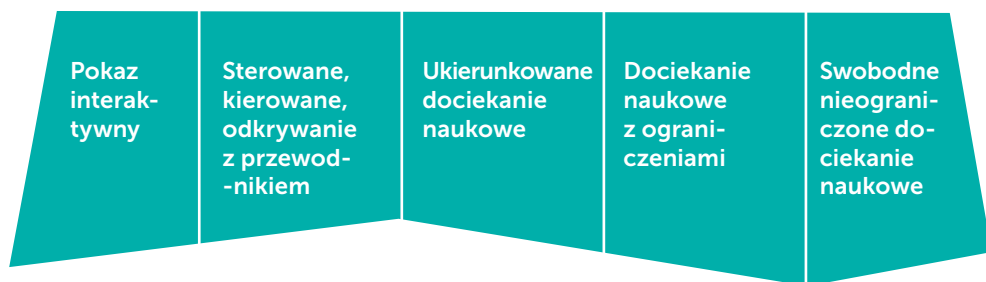 Pokaz
interak-
tywny
Sterowane,
kierowane,
odkrywanie
z przewod-
-nikiem
Ukierunkowane
dociekanie
naukowe
Dociekanie
naukowe
z ograni-
czeniami
Swobodne
nieograni-
czone do-
ciekanie
naukowe